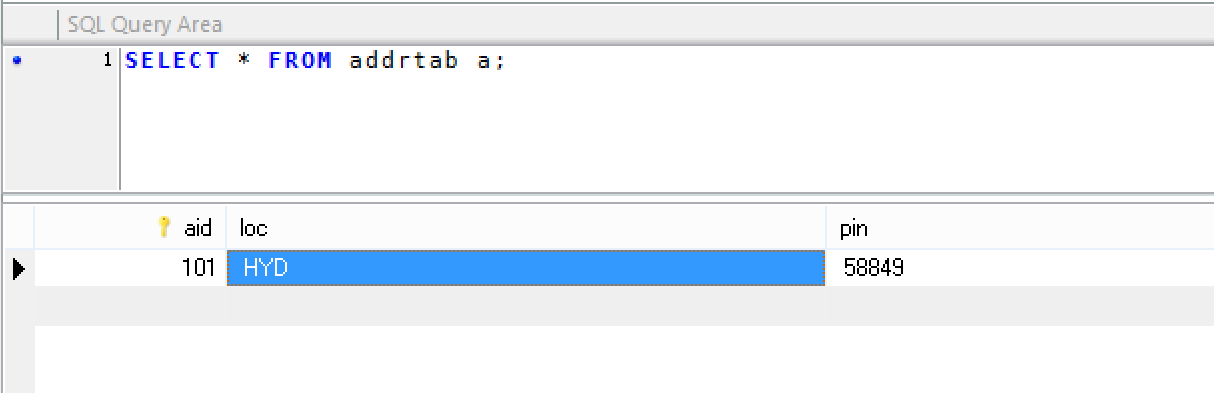 SQL Query Area
1 SELECT * FROM addrtab a;
aid loc pin
101 HYD 58849